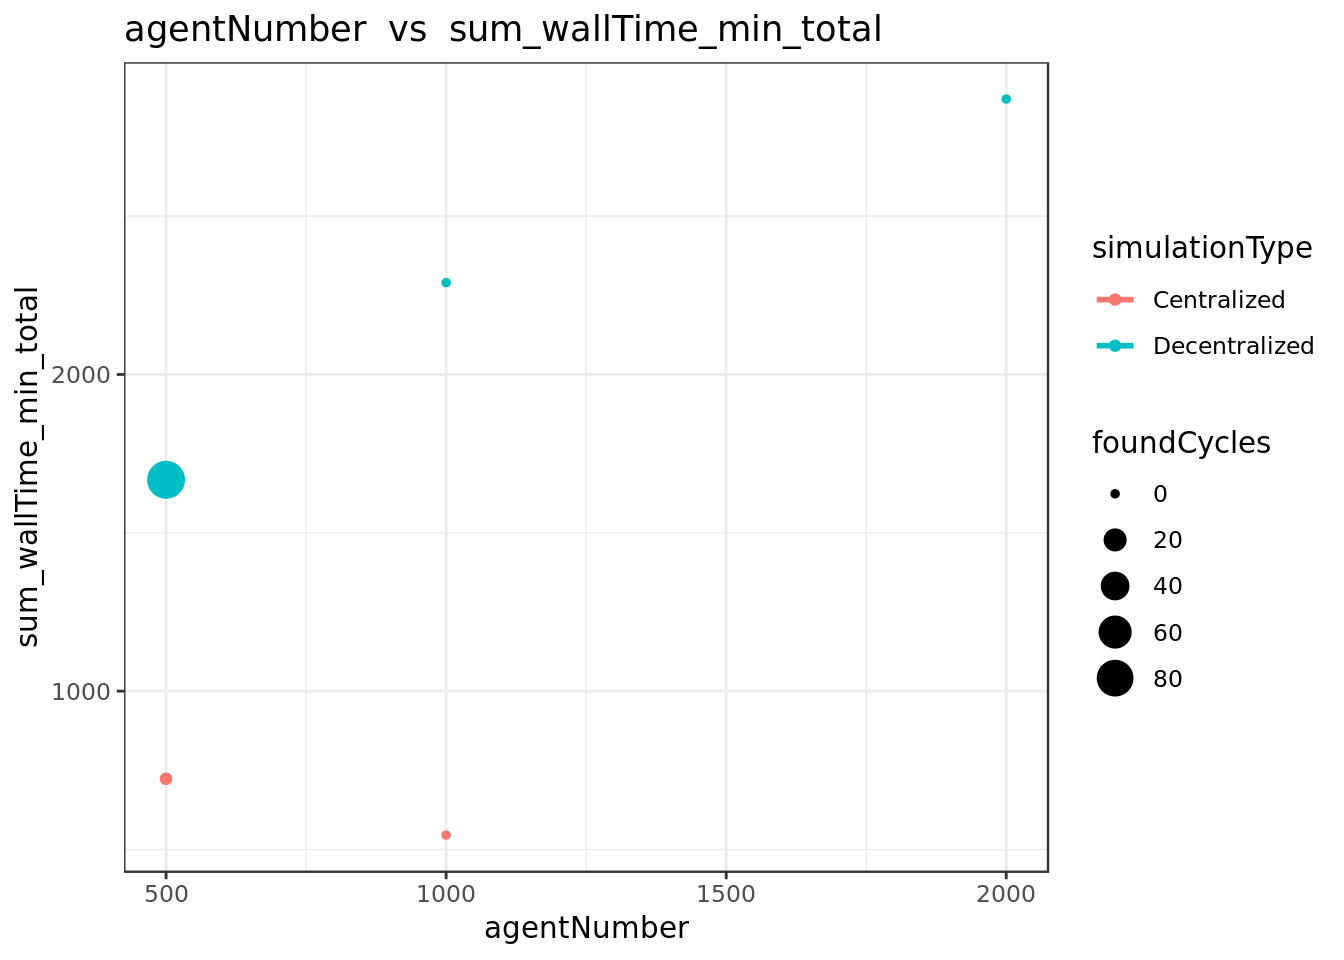 agentNumber vs sum_wallTime_min_total
sum_wallTime_min_total
2000
1000
500
1000
1500
2000
agentNumber
simulationType
Centralized
Decentralized
foundCycles
0
20
40
60
80